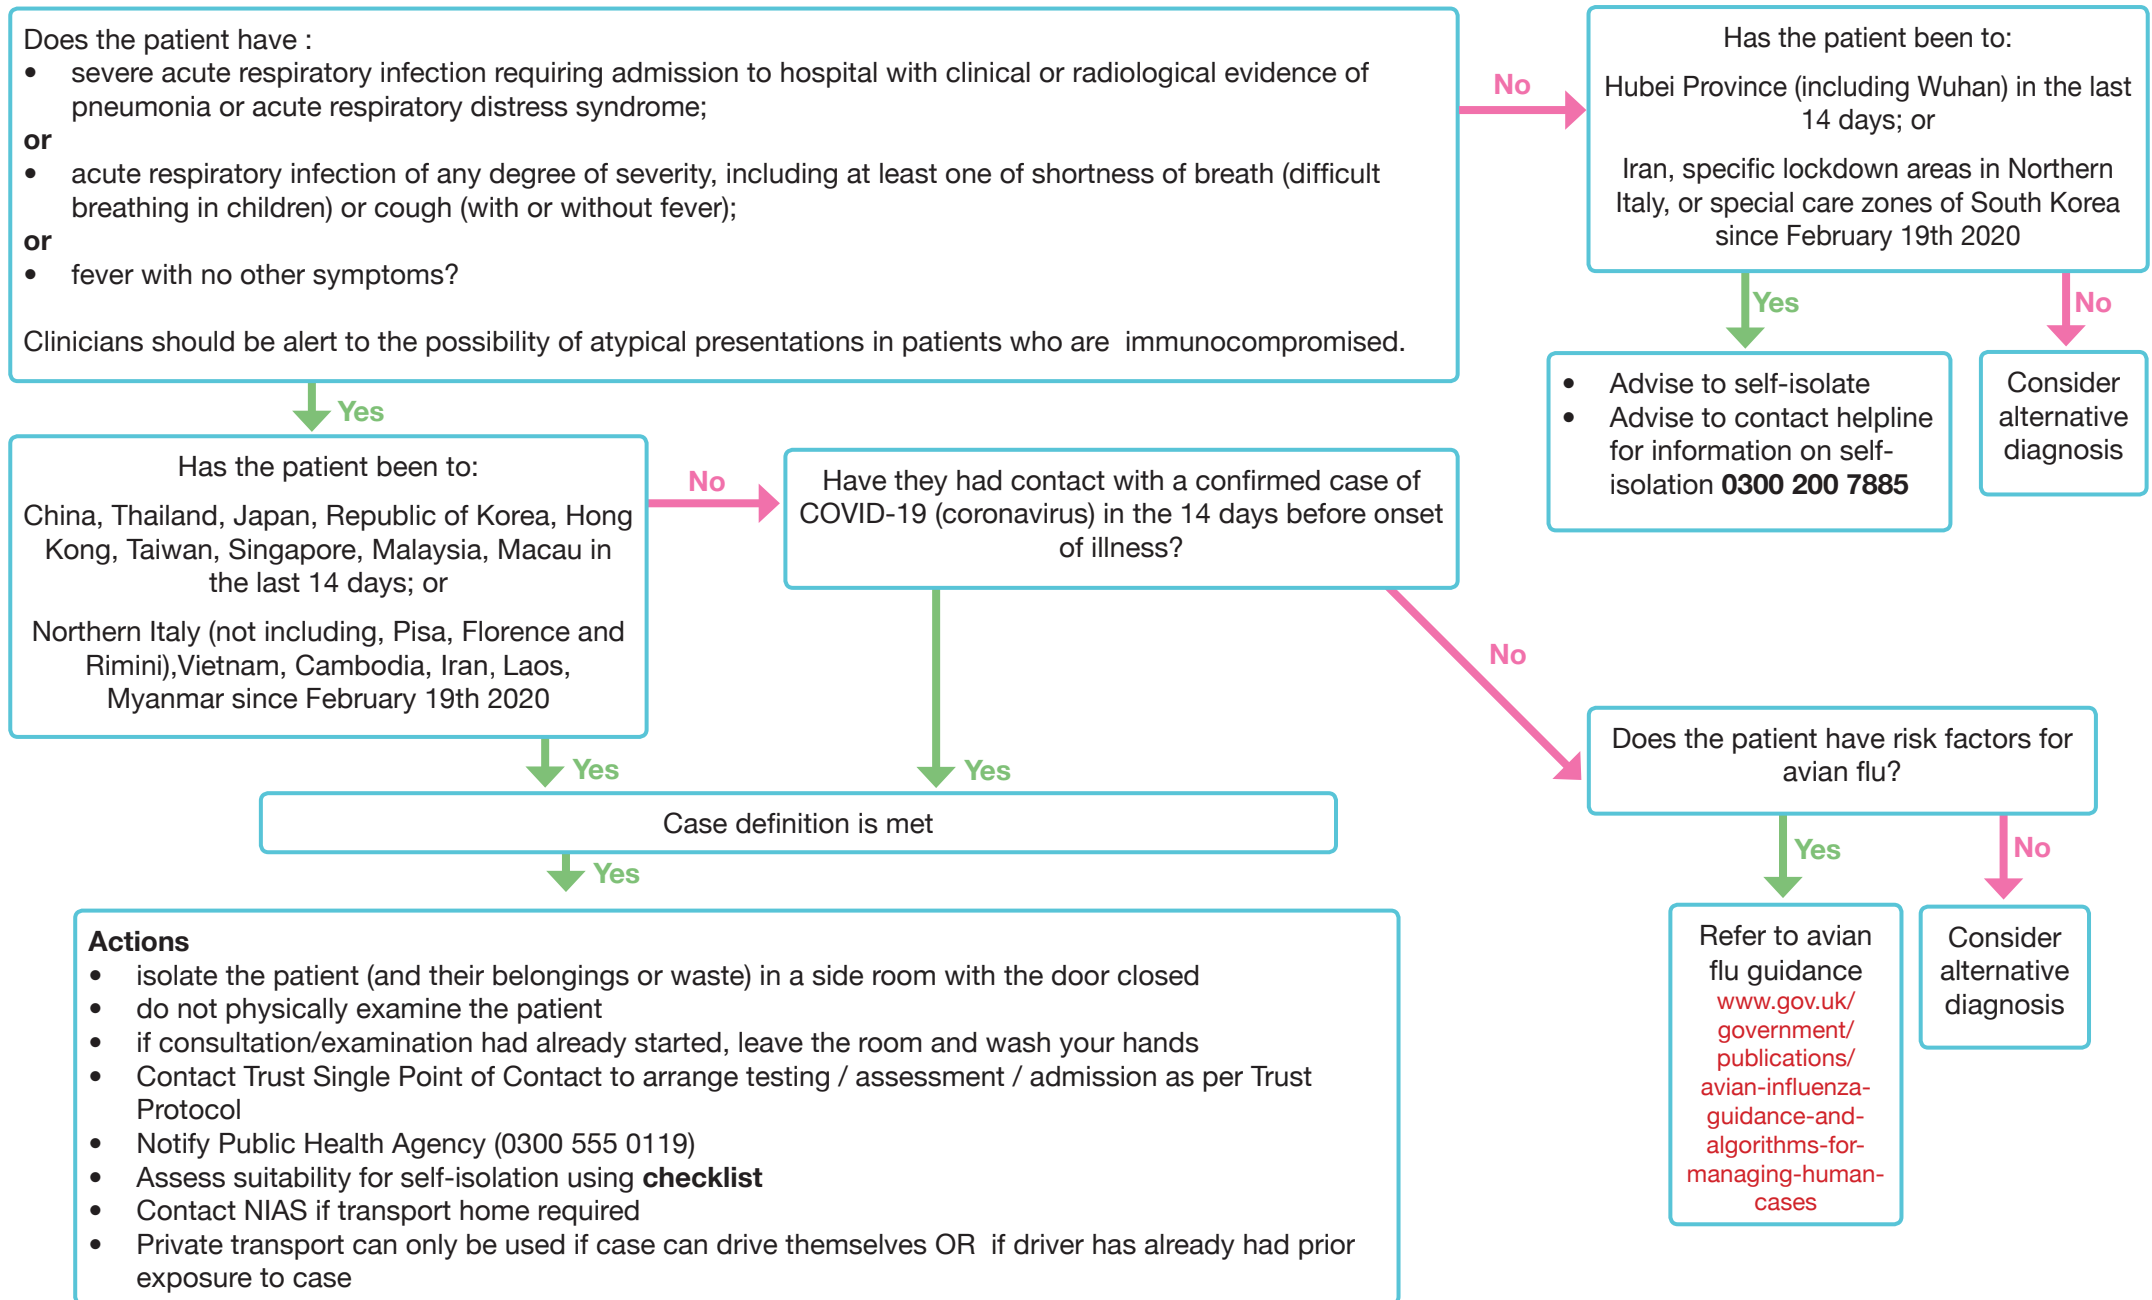 Does the patient have :
• severe acute respiratory infection requiring admission to hospital with clinical or radiological evidence of
pneumonia or acute respiratory distress syndrome;
or
• acute respiratory infection of any degree of severity, including at least one of shortness of breath (difficult
breathing in children) or cough (with or without fever);
or
• fever with no other symptoms?
Clinicians should be alert to the possibility of atypical presentations in patients who are  immunocompromised.
No
Has the patient been to:
Hubei Province (including Wuhan) in the last
14 days; or
Iran, specific lockdown areas in Northern
Italy, or special care zones of South Korea
since February 19th 2020
Yes
No
• Advise to self-isolate
• Advise to contact helpline
for information on self-
isolation 0300 200 7885
Consider
alternative
diagnosis
Yes
Has the patient been to:
China, Thailand, Japan, Republic of Korea, Hong
Kong, Taiwan, Singapore, Malaysia, Macau in
the last 14 days; or
Northern Italy (not including, Pisa, Florence and
Rimini),Vietnam, Cambodia, Iran, Laos,
Myanmar since February 19th 2020
No
Have they had contact with a confirmed case of
COVID-19 (coronavirus) in the 14 days before onset
of illness?
No
Yes
Yes
Case definition is met
Yes
Does the patient have risk factors for
avian flu?
Yes
No
Refer to avian
flu guidance
www.gov.uk/
government/
publications/
avian-influenza-
guidance-and-
algorithms-for-
managing-human-
cases
Consider
alternative
diagnosis
Actions
• isolate the patient (and their belongings or waste) in a side room with the door closed
• do not physically examine the patient
• if consultation/examination had already started, leave the room and wash your hands
• Contact Trust Single Point of Contact to arrange testing / assessment / admission as per Trust
Protocol
• Notify Public Health Agency (0300 555 0119)
• Assess suitability for self-isolation using checklist
• Contact NIAS if transport home required
• Private transport can only be used if case can drive themselves OR  if driver has already had prior
exposure to case